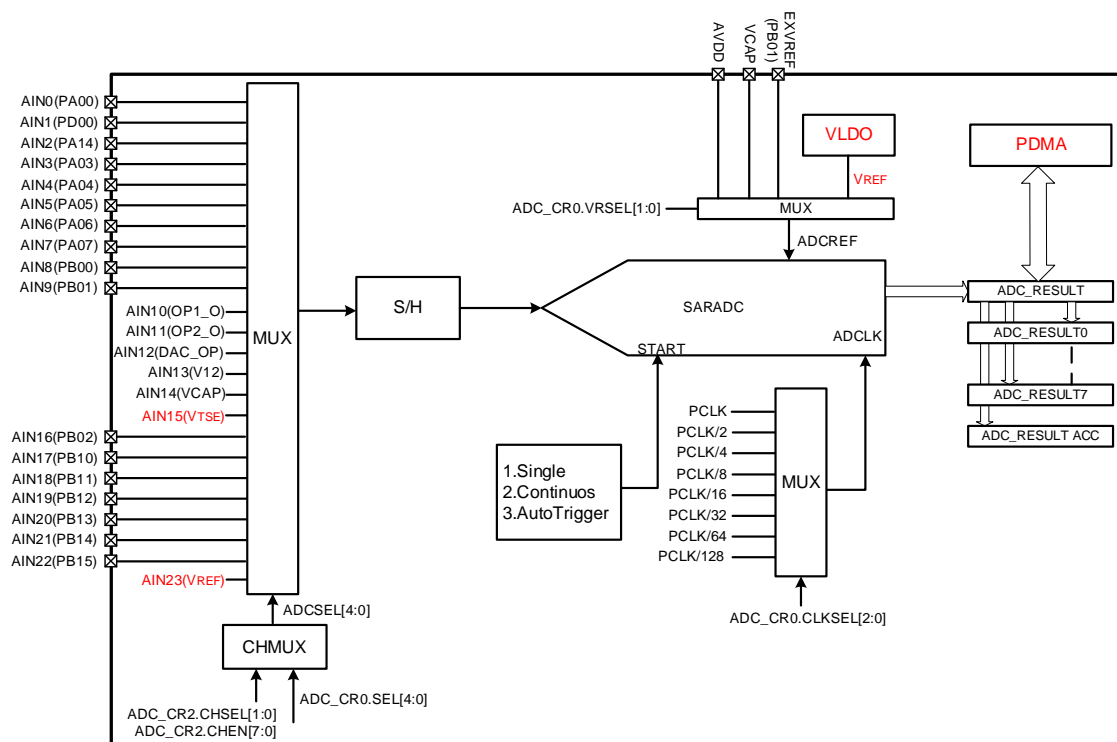 AVDD
VCAP
EXVREF
(PB01)
AIN0(PA00)
AIN1(PD00)
AIN2(PA14)
AIN3(PA03)
AIN4(PA04)
AIN5(PA05)
AIN6(PA06)
AIN7(PA07)
AIN8(PB00)
AIN9(PB01)
AIN10(OP1_O)
AIN11(OP2_O)
AIN12(DAC_OP)
AIN13(V12)
AIN14(VCAP)
AIN15(VTSE)
AIN16(PB02)
AIN17(PB10)
AIN18(PB11)
AIN19(PB12)
AIN20(PB13)
AIN21(PB14)
AIN22(PB15)
AIN23(VREF)
MUX
ADCSEL[4:0]
CHMUX
ADC_CR2.CHSEL[1:0]
ADC_CR2.CHEN[7:0]
ADC_CR0.SEL[4:0]
S/H
VLDO
VREF
ADC_CR0.VRSEL[1:0]
MUX
ADCREF
SARADC
START
ADCLK
1.Single
2.Continuos
3.AutoTrigger
PCLK
PCLK/2
PCLK/4
PCLK/8
PCLK/16
PCLK/32
PCLK/64
PCLK/128
MUX
ADC_CR0.CLKSEL[2:0]
PDMA
ADC_RESULT
ADC_RESULT0
ADC_RESULT7
ADC_RESULT ACC